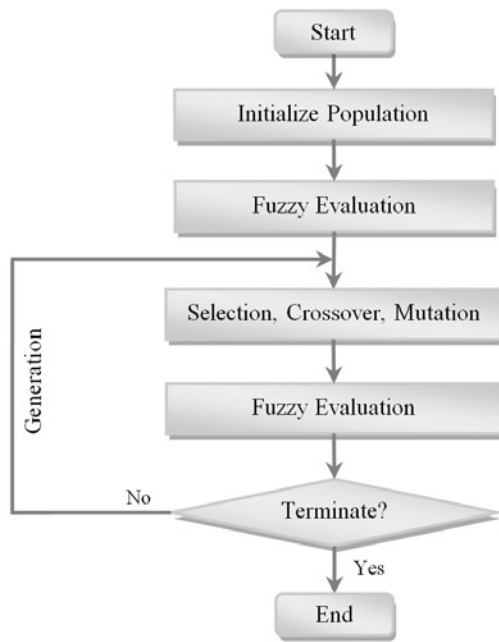 Start
Initialize Population
Fuzzy Evaluation
Selection, Crossover, Mutation
Generation
Fuzzy Evaluation
Terminate?
No
Yes
End